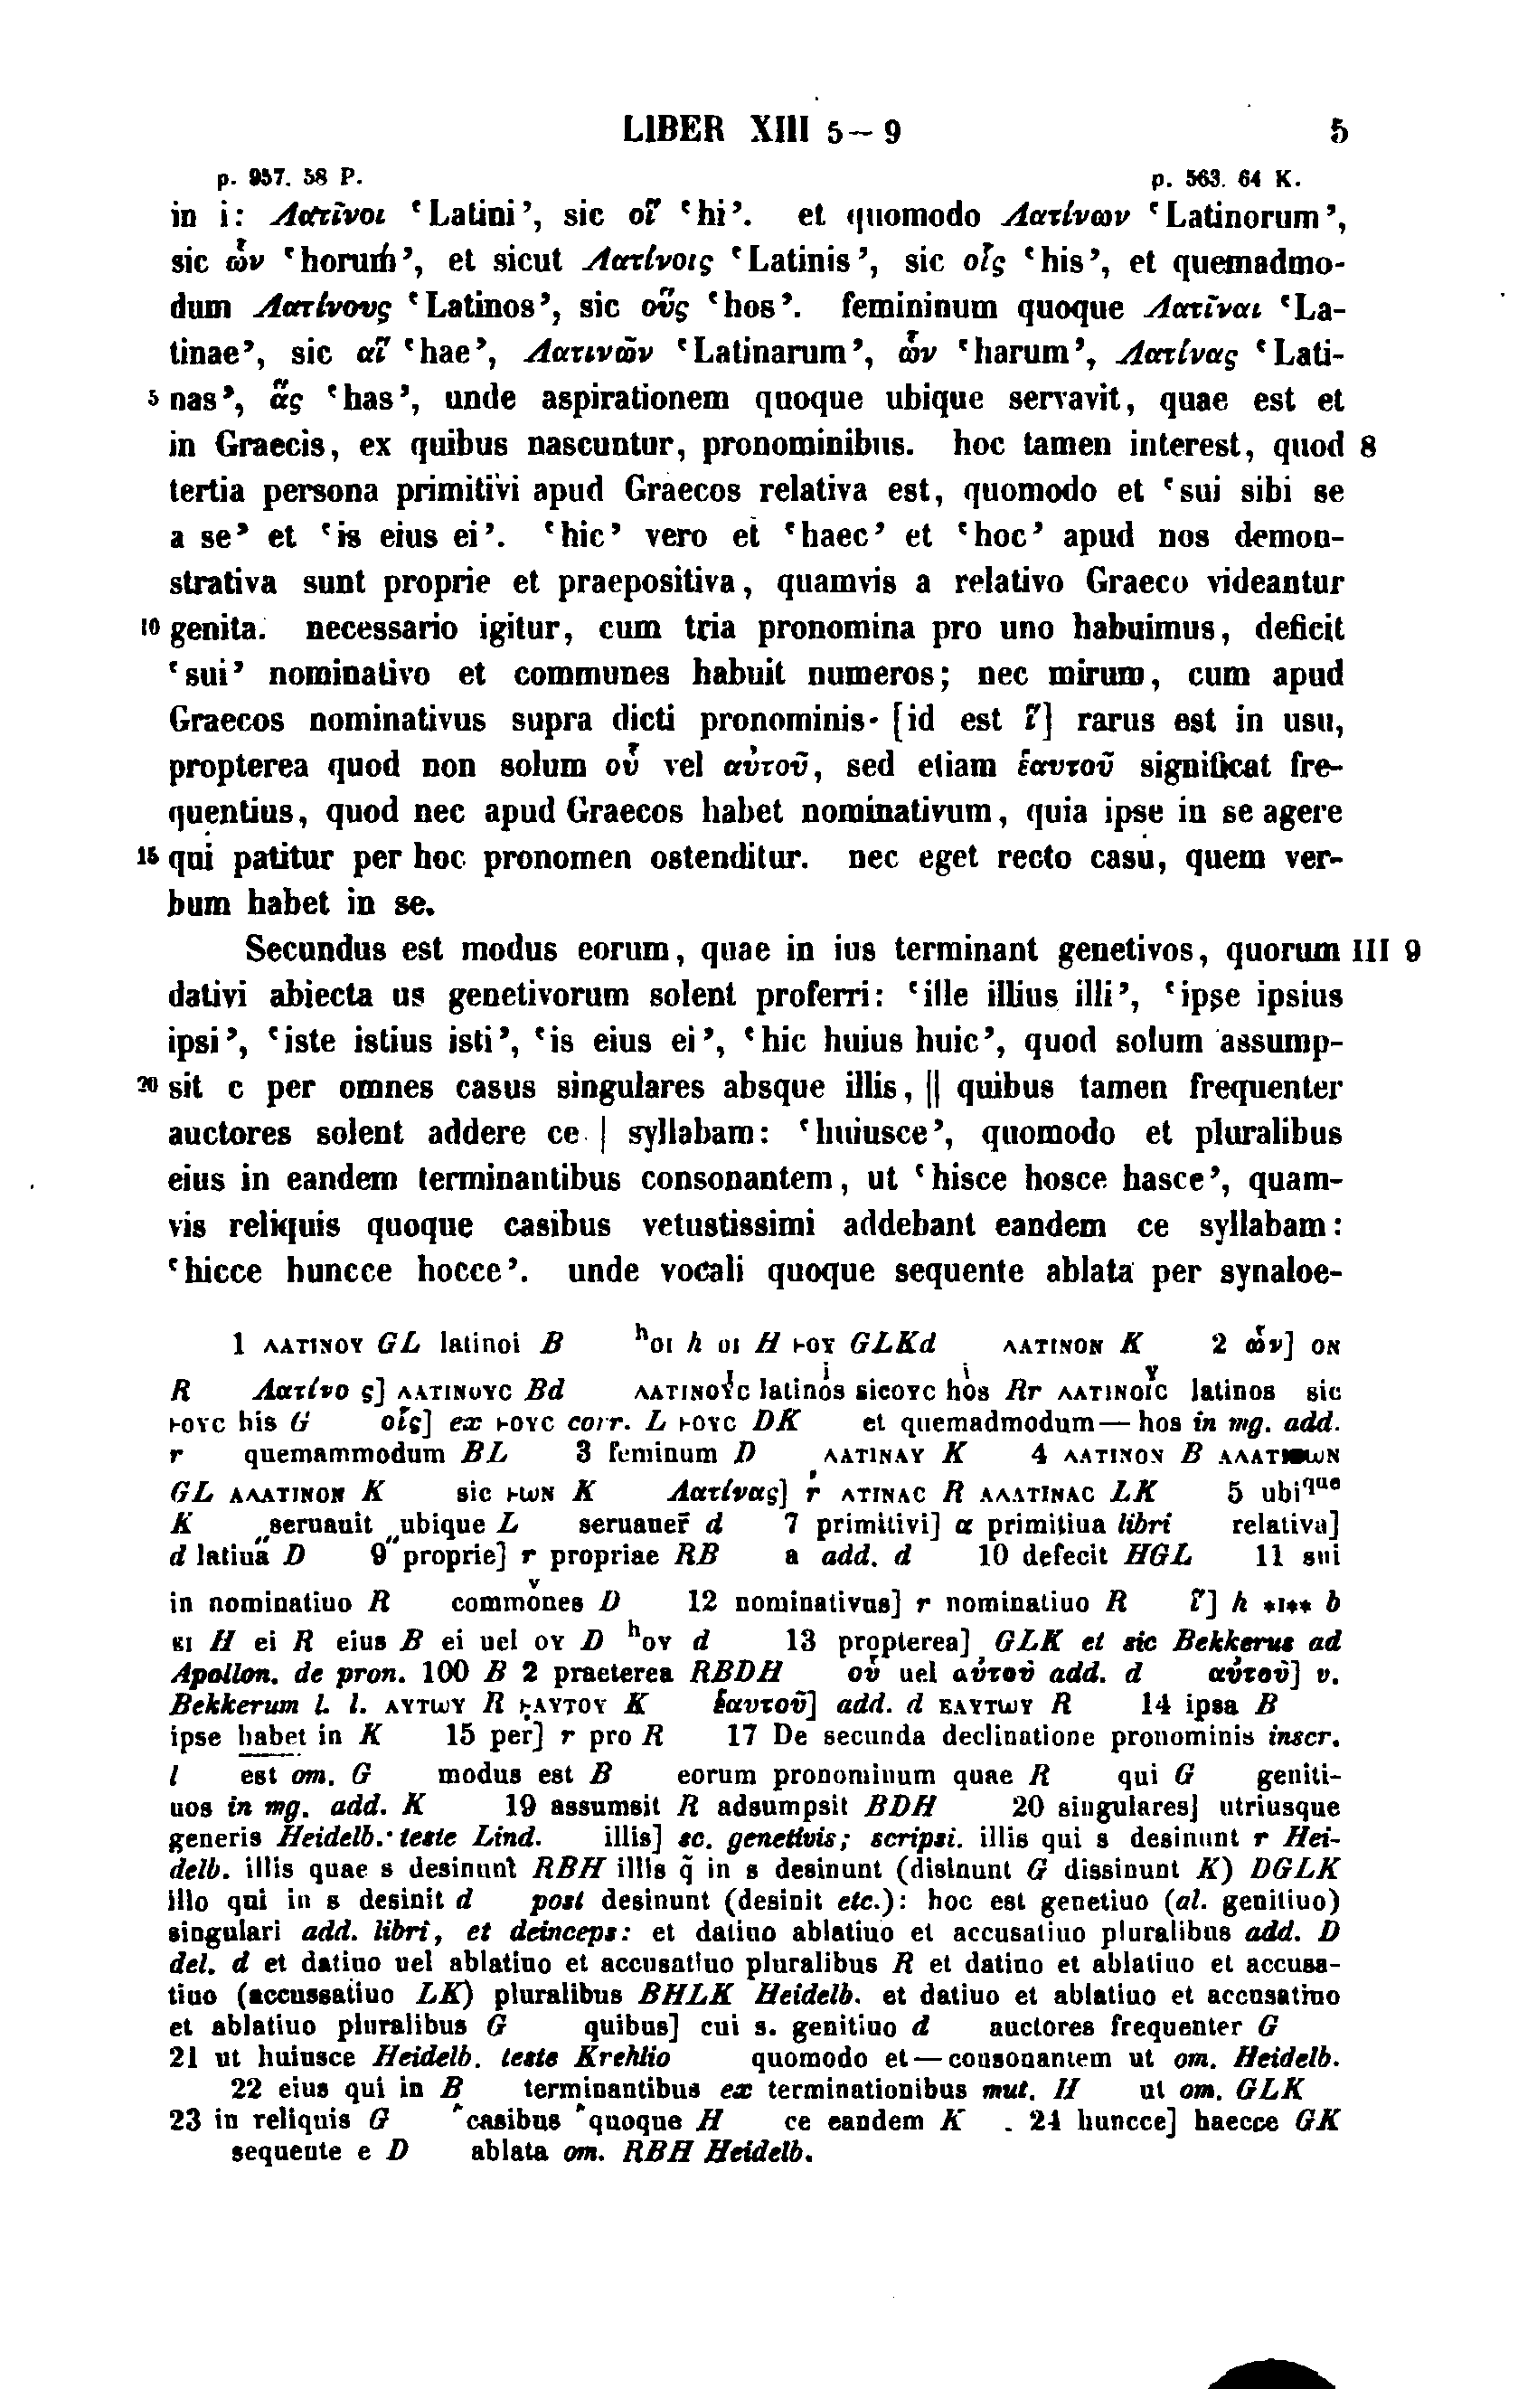 LIBER XIII 5—9 5
p. 957. 58 P. p. 563. 64 K.
in i: Λατῖνοι ‘Latini’, sic οἵ ‘hi’. et quomodo Λατίνων ‘Latinorum’,
sic ὧν ‘horum’, et sicut Λατίνοις ‘Latinis’, sic οἷς ‘his’, et quemadmo-
dum Λατίνους ‘Latinos’, sic οὕς ‘hos’. femininum quoque Λατῖναι ‘La-
tinae’, sic αἵ ‘hae’, Λατινῶν ‘Latinarum’, ὧν ‘harum’, Λατίνας ‘Lati-
5 nas’, ἅς ‘has’, unde aspirationem quoque ubique servavit, quae est et
in Graecis, ex quibus nascuntur, pronominibus. hoc tamen interest, quod 8
tertia persona primitivi apud Graecos relativa est, quomodo et ‘sui sibi se
a se’ et ‘is eius ei’. ‘hic’ vero et ‘haec’ et ‘hoc’ apud nos demon-
strativa sunt proprie et praepositiva, quamvis a relativo Graeco videantur
10 genita. necessario igitur, cum tria pronomina pro uno habuimus, deficit
‘sui’ nominativo et communes habuit numeros; nec mirum, cum apud
Graecos nominativus supra dicti pronominis [id est ἵ] rarus est in usu,
propterea quod non solum οὗ vel αὐτοῦ, sed etiam ἑαυτοῦ significat fre-
quentius, quod nec apud Graecos habet nominativum, quia ipse in se agere
15 qui patitur per hoc pronomen ostenditur. nec eget recto casu, quem ver-
bum habet in se.
Secundus est modus eorum, quae in ius terminant genetivos, quorum III 9
dativi abiecta us genetivorum solent proferri: ‘ille illius illi’, ‘ipse ipsius
ipsi’, ‘iste istius isti’, ‘is eius ei’, ‘hic huius huic’, quod solum assump-
20 sit c per omnes casus singulares absque illis, || quibus tamen frequenter
auctores solent addere ce | syllabam: ‘huiusce’, quomodo et pluralibus
eius in eandem terminantibus consonantem, ut ‘hisce hosce hasce’, quam-
vis reliquis quoque casibus vetustissimi addebant eandem ce syllabam:
‘hicce huncce hocce’. unde vocali quoque sequente ablata per synaloe-
1 ΛΑΤΙΝΟΥ GL latinoi B hοι h οι H ⊢ΟΥ GLKd ΛΑΤΙΝΟΝ K 2 ὧν] ΟΝ
R Λατίνο ς] ΛΑΤΙΝΟΥC Bd latinos sicΟΥC hos Rr latinos sic
⊢ΟΥC his G οἷς] ex ⊢ΟΥC corr. L ⊢ΟΥC DK et quemadmodum — hos in mg. add.
r quemammodum BL 3 feminum D ΛΑΤΙΝΑΥ K 4 ΛΑΤΙΝΟΝ B
GL ΑΛΑΤΙΝΟΝ K sic ⊢ωΝ K Λατίνας] r ΑΤΙΝΑC R ΑΛΑΤΙΝΑC LK 5 ubique
K seruauit ubique L seruauer̄ d 7 primitivi] α primitiua libri relativa]
d latiua D 9 proprie] r propriae RB a add. d 10 defecit HGL 11 sui
in nominatiuo R commones D 12 nominativus] r nominatiuo R ἵ] h *ι** b
ΕΙ H ei R eius B ei uel ΟΥ D hΟΥ d 13 propterea] GLK et sic Bekkerus ad
Apollon. de pron. 100 B 2 praeterea RBDH οὗ uel αὐτοῦ add. d αὐτοῦ] v.
Bekkerum l. l. ΑΥΤωΥ R ⊢ΑΥΤΟΥ K ἑαυτοῦ] add. d ΕΑΥΤωΥ R 14 ipsa B
ipse habet in K 15 per] r pro R 17 De secunda declinatione pronominis inscr.
l est om. G modus est B eorum pronominum quae R qui G geniti-
uos in mg. add. K 19 assumsit R adsumpsit BDH 20 singulares] utriusque
generis Heidelb. teste Lind. illis] sc. genetivis; scripsi. illis qui s desinunt r Hei-
delb. illis quae s desinunt RBH illis q̄ in s desinunt (disinunt G dissinunt K) DGLK
illo qui in s desinit d post desinunt (desinit etc.): hoc est genetiuo (al. genitiuo)
singulari add. libri, et deinceps: et datiuo ablatiuo et accusatiuo pluralibus add. D
del. d et datiuo uel ablatiuo et accusatiuo pluralibus R et datiuo et ablatiuo et accusa-
tiuo (accussatiuo LK) pluralibus BHLK Heidelb. et datiuo et ablatiuo et accusatiuo
et ablatiuo pluralibus G quibus] cui s. genitiuo d auctores frequenter G
21 ut huiusce Heidelb. teste Krehlio quomodo et — consonantem ut om. Heidelb.
22 eius qui in B terminantibus ex terminationibus mut. H ut om. GLK
23 in reliquis G casibus quoque H ce eandem K 24 huncce] haecce GK
sequente e D ablata om. RBH Heidelb.